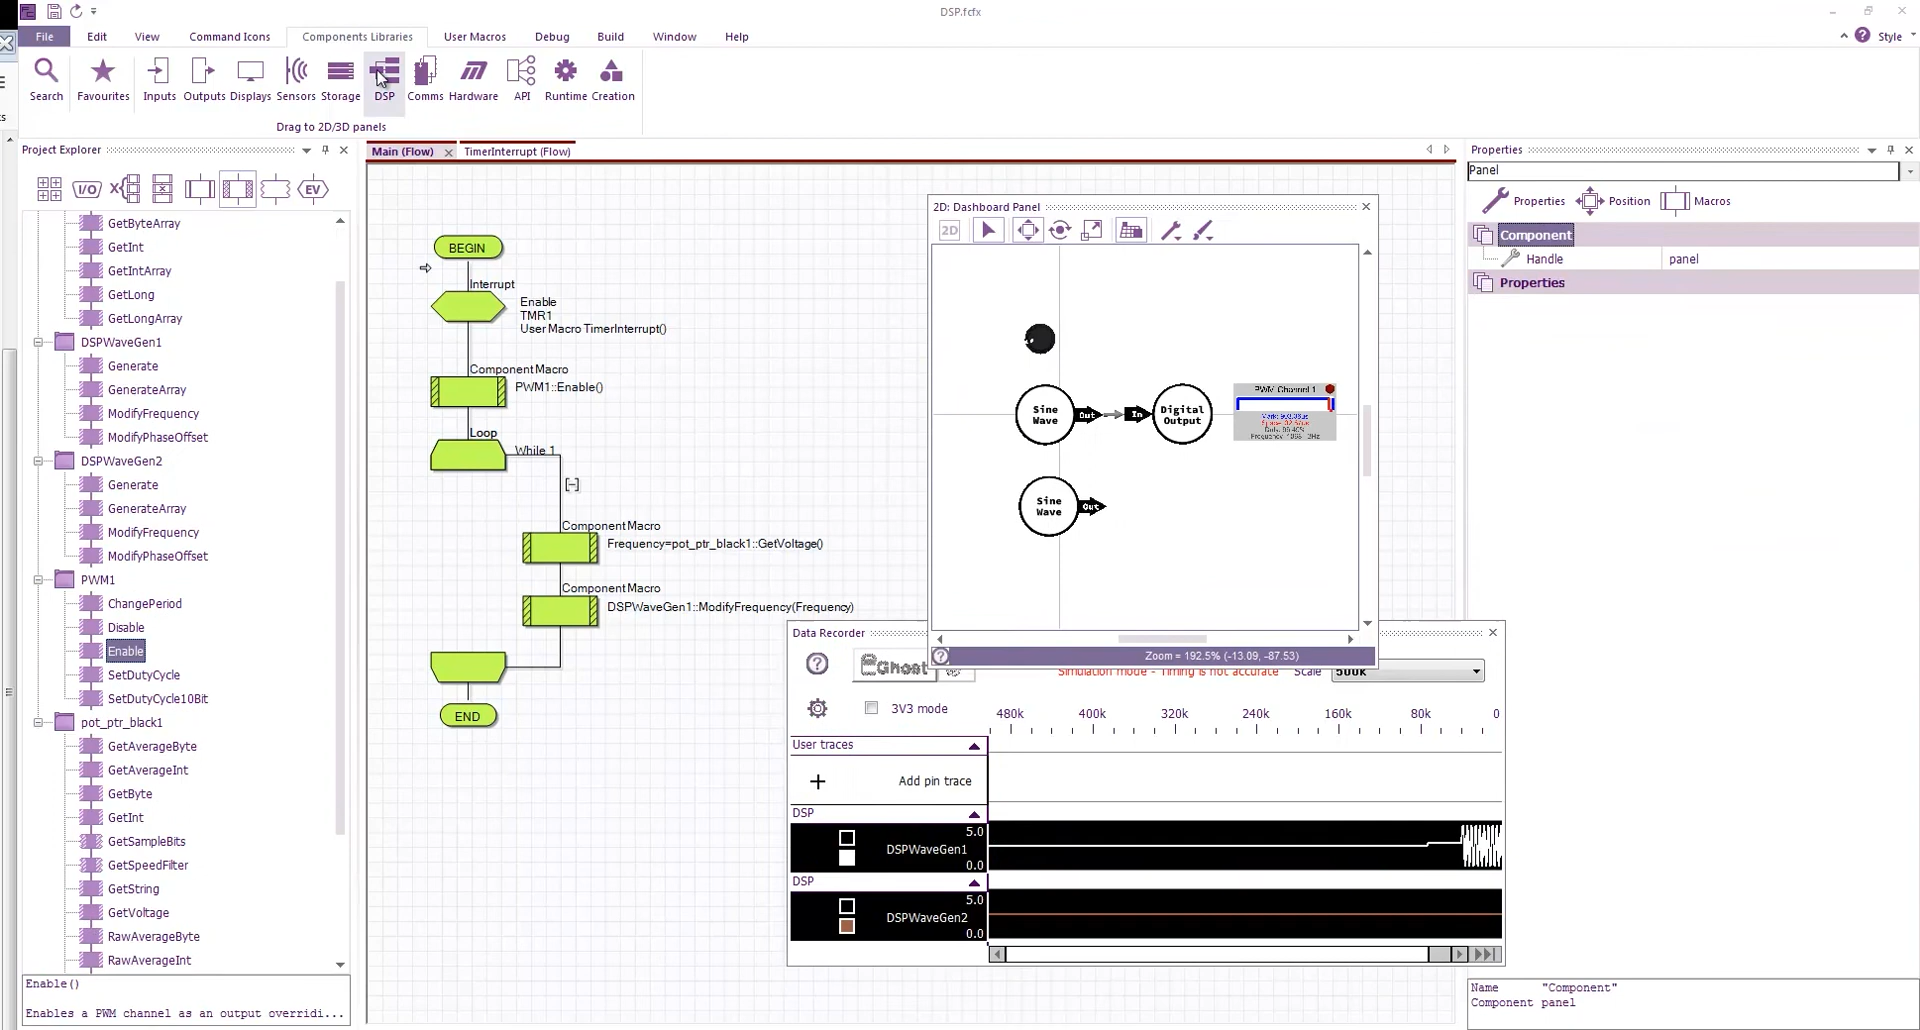 DSP.fcfx
File Edit View Command Icons Components Libraries User Macros Debug Build Window Help
Style
Search Favourites Inputs Outputs Displays Sensors Storage DSP Comms Hardware API Runtime Creation
Drag to 2D/3D panels
Project Explorer
I/O
EV
GetByteArray
GetInt
GetIntArray
GetLong
GetLongArray
DSPWaveGen1
Generate
GenerateArray
ModifyFrequency
ModifyPhaseOffset
DSPWaveGen2
Generate
GenerateArray
ModifyFrequency
ModifyPhaseOffset
PWM1
ChangePeriod
Disable
Enable
SetDutyCycle
SetDutyCycle10Bit
pot_ptr_black1
GetAverageByte
GetAverageInt
GetByte
GetInt
GetSampleBits
GetSpeedFilter
GetString
GetVoltage
RawAverageByte
RawAverageInt
Enable()
Enables a PWM channel as an output overridi...
Main (Flow) TimerInterrupt (Flow)
BEGIN
Interrupt
Enable
TMR1
User Macro TimerInterrupt()
Component Macro
PWM1::Enable()
Loop
While 1
Component Macro
Frequency=pot_ptr_black1::GetVoltage()
Component Macro
DSPWaveGen1::ModifyFrequency(Frequency)
END
2D: Dashboard Panel
2D
Sine
Wave
Out
In
Digital
Output
PWM Channel 1
Sine
Wave
Out
Zoom = 192.5% (-13.09, -87.53)
Data Recorder
eGhost
Simulation mode - Timing is not accurate Scale 500k
3V3 mode
480k 400k 320k 240k 160k 80k 0
User traces
+ Add pin trace
DSP
5.0
DSPWaveGen1
0.0
DSP
5.0
DSPWaveGen2
0.0
Properties
Panel
Properties Position Macros
Component
Handle panel
Properties
Name "Component"
Component panel